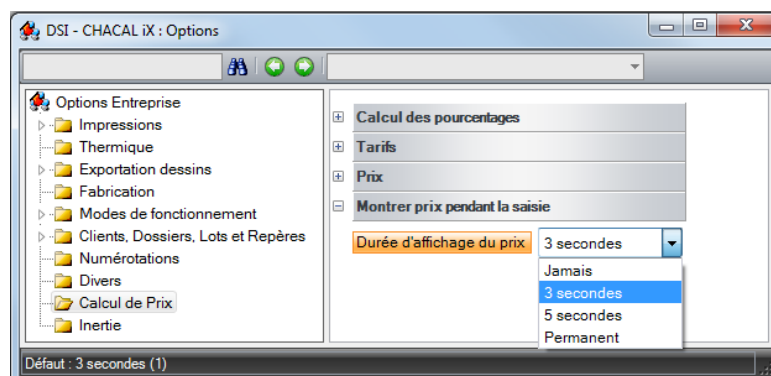 DSI - CHACAL iX : Options
Options Entreprise
Impressions
Thermique
Exportation dessins
Fabrication
Modes de fonctionnement
Clients, Dossiers, Lots et Repères
Numérotations
Divers
Calcul de Prix
Inertie
Calcul des pourcentages
Tarifs
Prix
Montrer prix pendant la saisie
Durée d'affichage du prix 3 secondes
Jamais
3 secondes
5 secondes
Permanent
Défaut : 3 secondes (1)